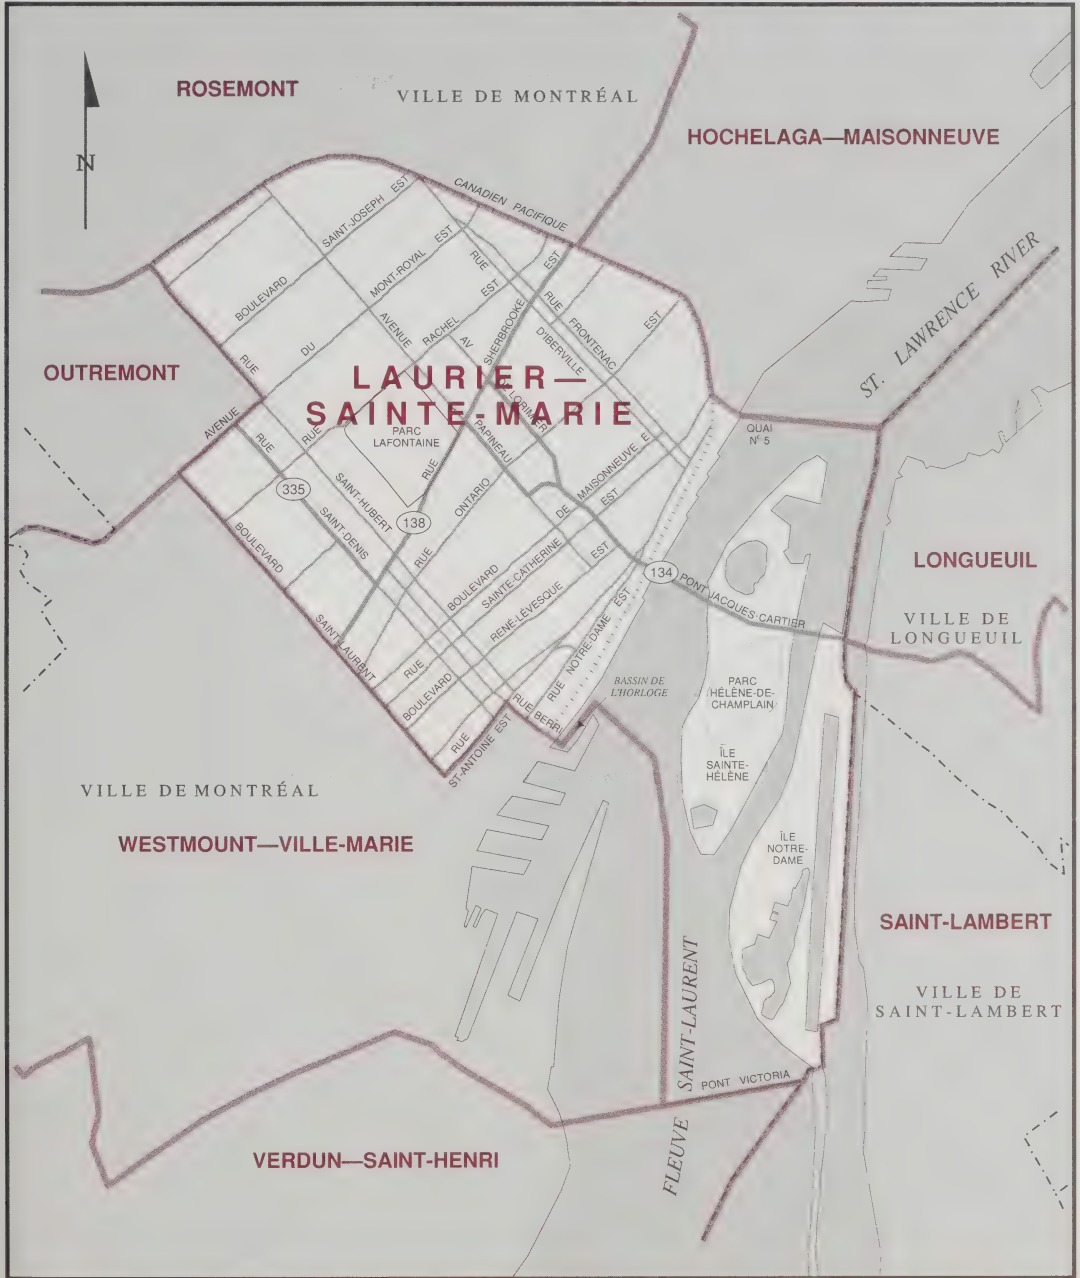 ROSEMONT
VILLE DE MONTRÉAL
HOCHELAGA—MAISONNEUVE
N
CANADIEN PACIFIQUE
SAINT-JOSEPH EST
BOULEVARD
MONT-ROYAL EST
DU
RUE
AVENUE
RACHEL EST
RUE
RUE
FRONTENAC
D'IBERVILLE
EST
EST
SHERBROOKE
AV
LORIMIER
ST. LAWRENCE RIVER
OUTREMONT
LAURIER—
SAINTE-MARIE
PARC
LAFONTAINE
PAPINEAU
QUAI
Nº 5
AVENUE
RUE
RUE
335
SAINT-HUBERT
SAINT-DENIS
138
RUE
ONTARIO
RUE
DE MAISONNEUVE E
BOULEVARD
EST
SAINTE-CATHERINE
RENÉ-LÉVESQUE
EST
BOULEVARD
SAINT-LAURENT
RUE
BOULEVARD
RUE
RUE NOTRE-DAME EST
134
PONT JACQUES-CARTIER
LONGUEUIL
VILLE DE
LONGUEUIL
BASSIN DE
L'HORLOGE
RUE BERRI
ST-ANTOINE EST
PARC
HÉLÈNE-DE-
CHAMPLAIN
ÎLE
SAINTE-
HÉLÈNE
VILLE DE MONTRÉAL
WESTMOUNT—VILLE-MARIE
ÎLE
NOTRE-
DAME
SAINT-LAMBERT
VILLE DE
SAINT-LAMBERT
FLEUVE SAINT-LAURENT
PONT VICTORIA
VERDUN—SAINT-HENRI